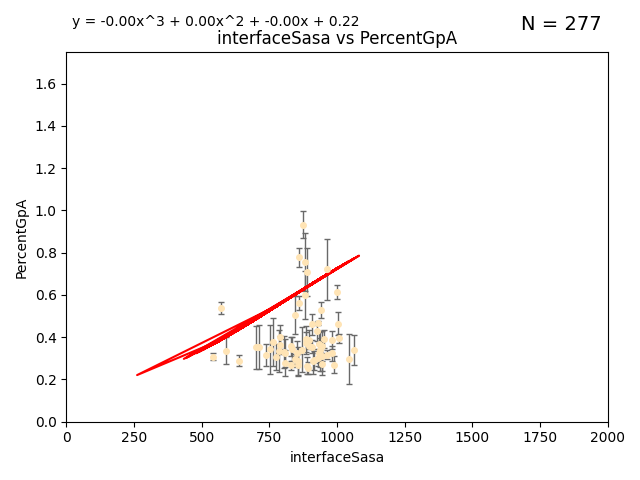 y = -0.00x^3 + 0.00x^2 + -0.00x + 0.22
N = 277
interfaceSasa vs PercentGpA
PercentGpA
1.6
1.4
1.2
1.0
0.8
0.6
0.4
0.2
0.0
0 250 500 750 1000 1250 1500 1750 2000
interfaceSasa